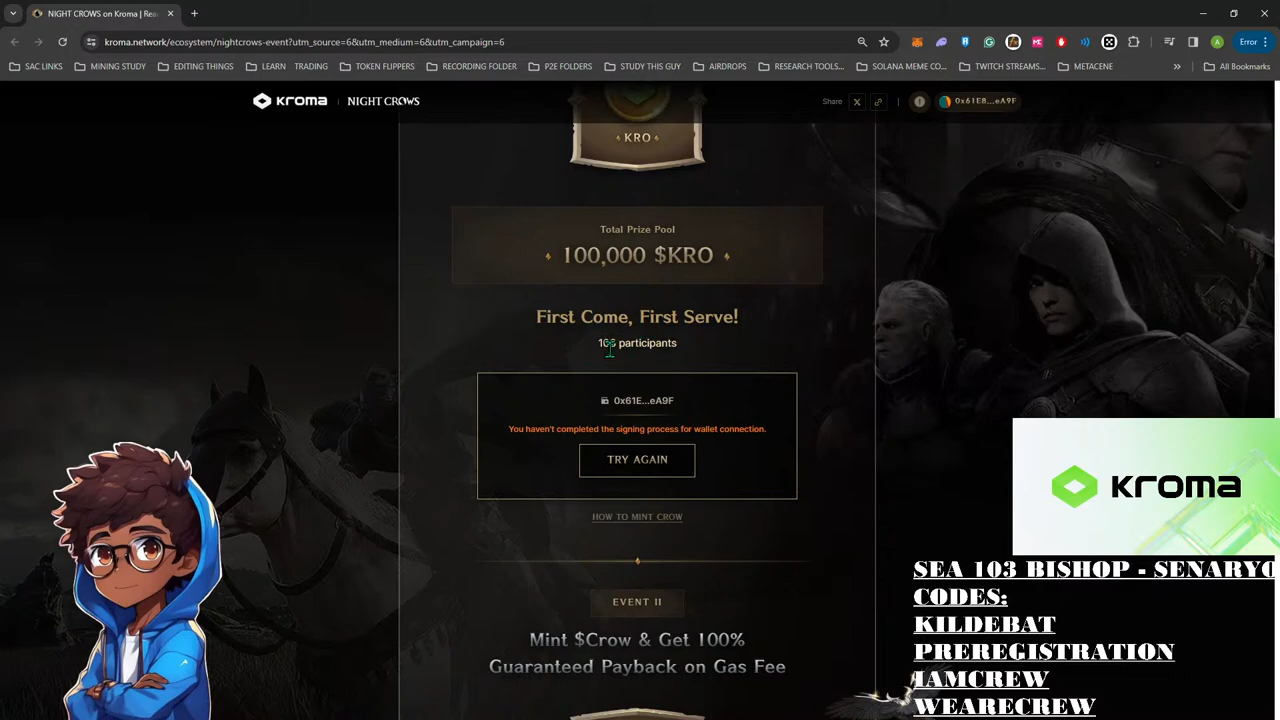 NIGHT CROWS on Kroma | Rea
kroma.network/ecosystem/nightcrows-event?utm_source=6&utm_medium=6&utm_campaign=6
Error
SAC LINKS
MINING STUDY
EDITING THINGS
LEARN
TRADING
TOKEN FLIPPERS
RECORDING FOLDER
P2E FOLDERS
STUDY THIS GUY
AIRDROPS
RESEARCH TOOLS...
SOLANA MEME CO...
TWITCH STREAMS...
METACENE
»
All Bookmarks
KROMA | NIGHT CROWS
Share
0x61E8...eA9F
KRO
Total Prize Pool
100,000 $KRO
First Come, First Serve!
participants
0x61E...eA9F
You haven't completed the signing process for wallet connection.
TRY AGAIN
HOW TO MINT CROW
EVENT II
Mint $Crow & Get 100%
Guaranteed Payback on Gas Fee
KROMA
SEA 103 BISHOP - SENARYO
CODES:
KILDEBAT
PREREGISTRATION
IAMCREW
WEARECREW